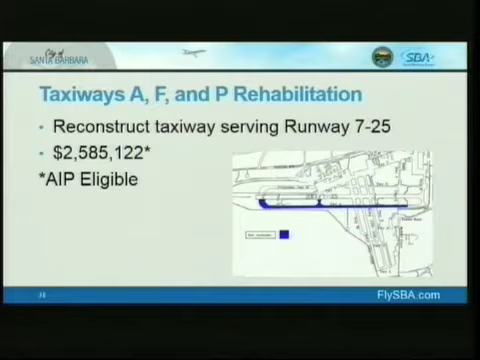 City of
SANTA BARBARA
SBA
Taxiways A, F, and P Rehabilitation
• Reconstruct taxiway serving Runway 7-25
• $2,585,122*
*AIP Eligible
FlySBA.com